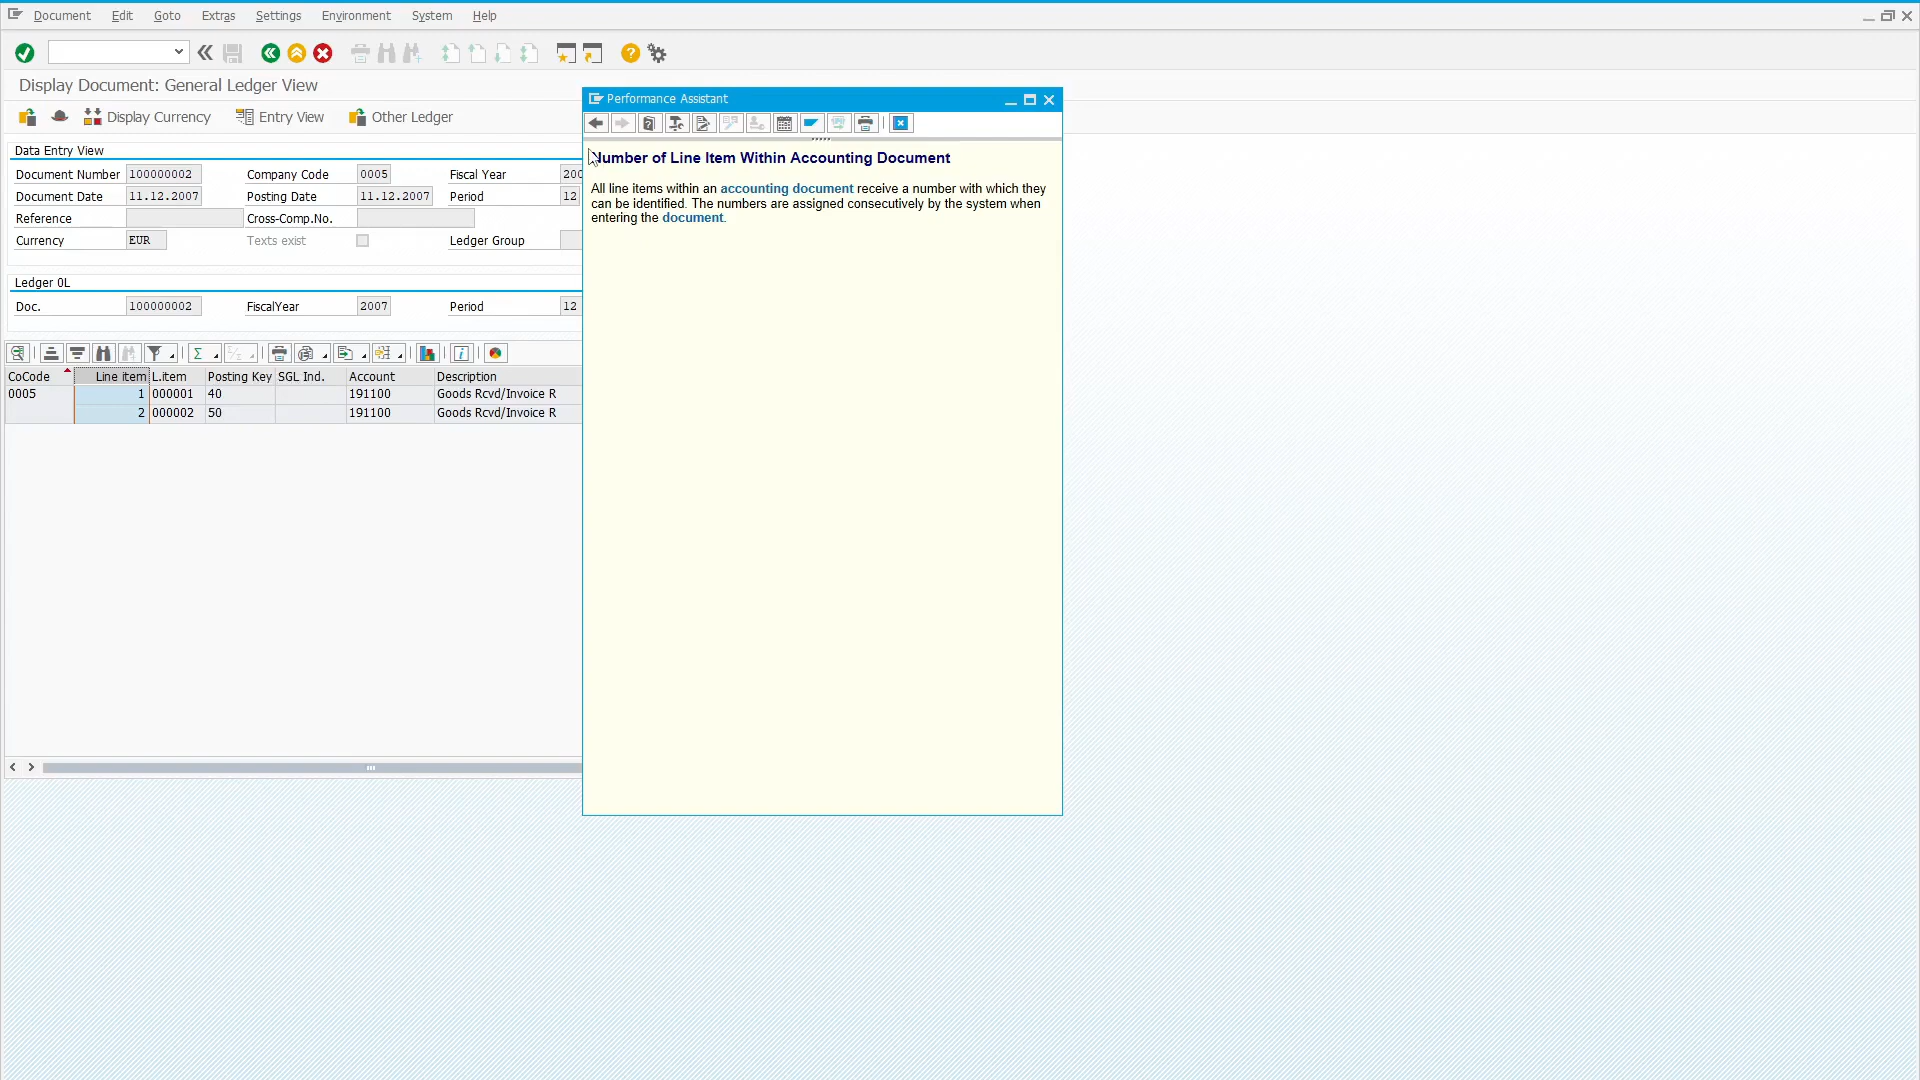 Document Edit Goto Extras Settings Environment System Help
Display Document: General Ledger View
Display Currency Entry View Other Ledger
Data Entry View
Document Number 100000002 Company Code 0005 Fiscal Year 200
Document Date 11.12.2007 Posting Date 11.12.2007 Period 12
Reference Cross-Comp.No.
Currency EUR Texts exist Ledger Group
Ledger 0L
Doc. 100000002 FiscalYear 2007 Period 12
CoCode Line item L.item Posting Key SGL Ind. Account Description
0005 1 000001 40 191100 Goods Rcvd/Invoice R
2 000002 50 191100 Goods Rcvd/Invoice R
Performance Assistant
Number of Line Item Within Accounting Document
All line items within an accounting document receive a number with which they
can be identified. The numbers are assigned consecutively by the system when
entering the document.